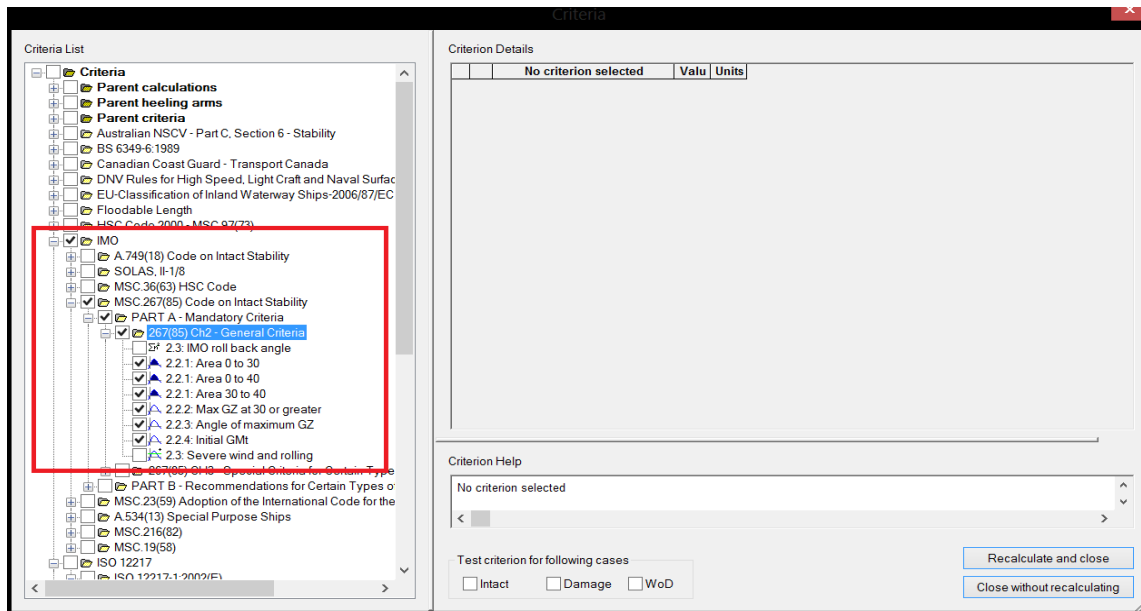 Criteria
Criteria List
Criteria
Parent calculations
Parent heeling arms
Parent criteria
Australian NSCV - Part C, Section 6 - Stability
BS 6349-6:1989
Canadian Coast Guard - Transport Canada
DNV Rules for High Speed, Light Craft and Naval Surfac
EU-Classification of Inland Waterway Ships-2006/87/EC
Floodable Length
HSC Code 2000 - MSC.97(73)
IMO
A.749(18) Code on Intact Stability
SOLAS, II-1/8
MSC.36(63) HSC Code
MSC.267(85) Code on Intact Stability
PART A - Mandatory Criteria
267(85) Ch2 - General Criteria
2.3: IMO roll back angle
2.2.1: Area 0 to 30
2.2.1: Area 0 to 40
2.2.1: Area 30 to 40
2.2.2: Max GZ at 30 or greater
2.2.3: Angle of maximum GZ
2.2.4: Initial GMt
2.3: Severe wind and rolling
267(85) CH3 - Special Criteria for Certain Type
PART B - Recommendations for Certain Types o
MSC.23(59) Adoption of the International Code for the
A.534(13) Special Purpose Ships
MSC.216(82)
MSC.19(58)
ISO 12217
ISO 12217-1:2002(E)
Criterion Details
No criterion selected Valu Units
Criterion Help
No criterion selected
Test criterion for following cases
Intact Damage WoD
Recalculate and close
Close without recalculating